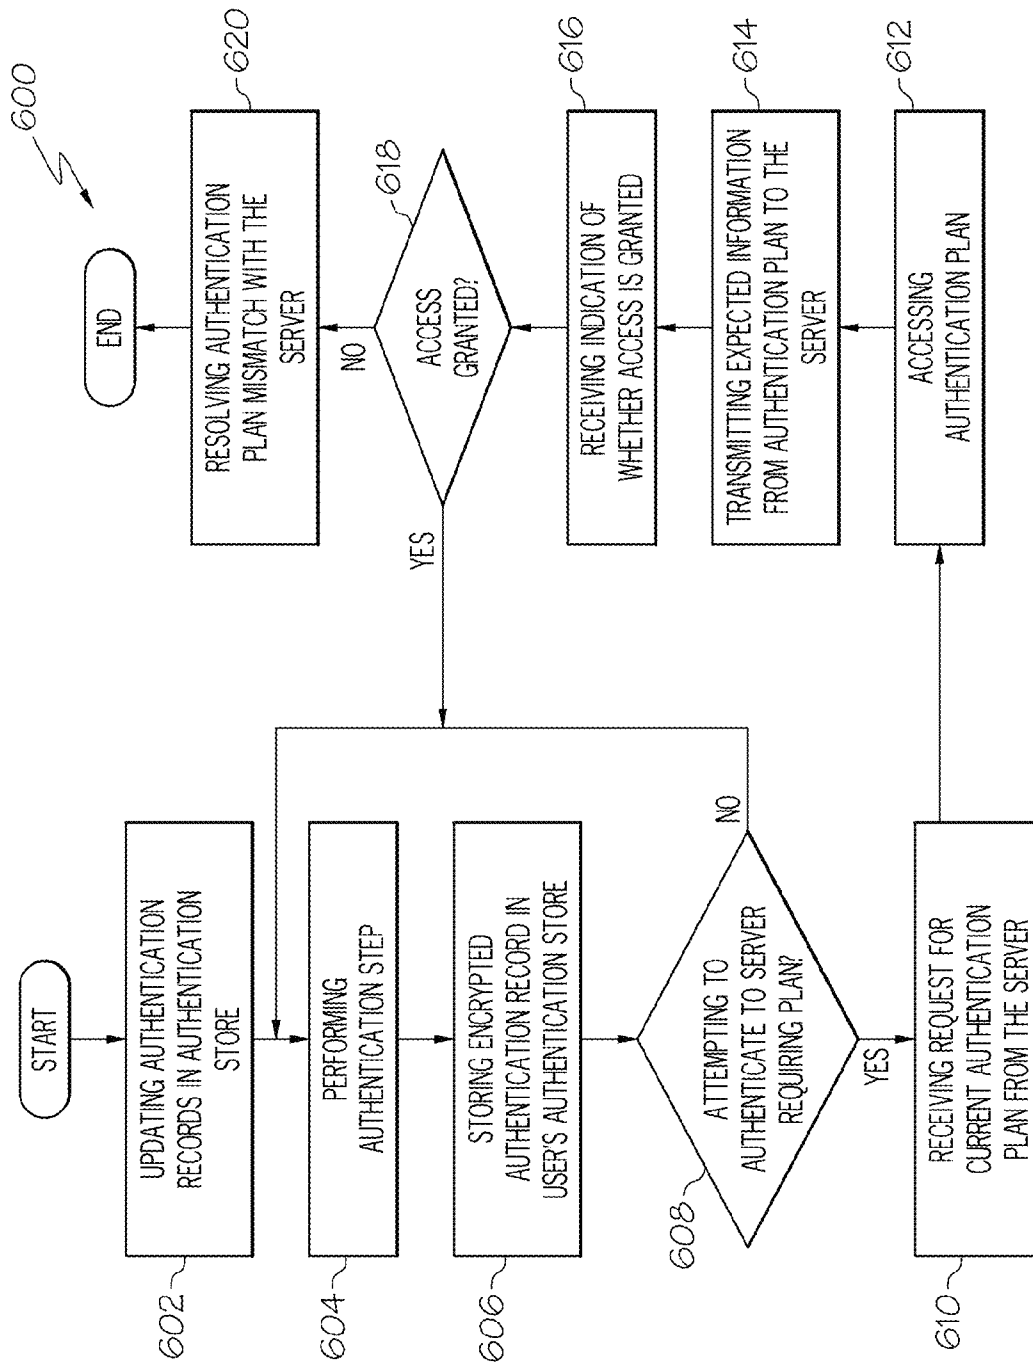 600
START
602
UPDATING AUTHENTICATION
RECORDS IN AUTHENTICATION
STORE
604
PERFORMING
AUTHENTICATION STEP
606
STORING ENCRYPTED
AUTHENTICATION RECORD IN
USER'S AUTHENTICATION STORE
608
ATTEMPTING TO
AUTHENTICATE TO SERVER
REQUIRING PLAN?
NO
YES
610
RECEIVING REQUEST FOR
CURRENT AUTHENTICATION
PLAN FROM THE SERVER
612
ACCESSING
AUTHENTICATION PLAN
614
TRANSMITTING EXPECTED INFORMATION
FROM AUTHENTICATION PLAN TO THE
SERVER
616
RECEIVING INDICATION OF
WHETHER ACCESS IS GRANTED
618
ACCESS
GRANTED?
YES
NO
620
RESOLVING AUTHENTICATION
PLAN MISMATCH WITH THE
SERVER
END